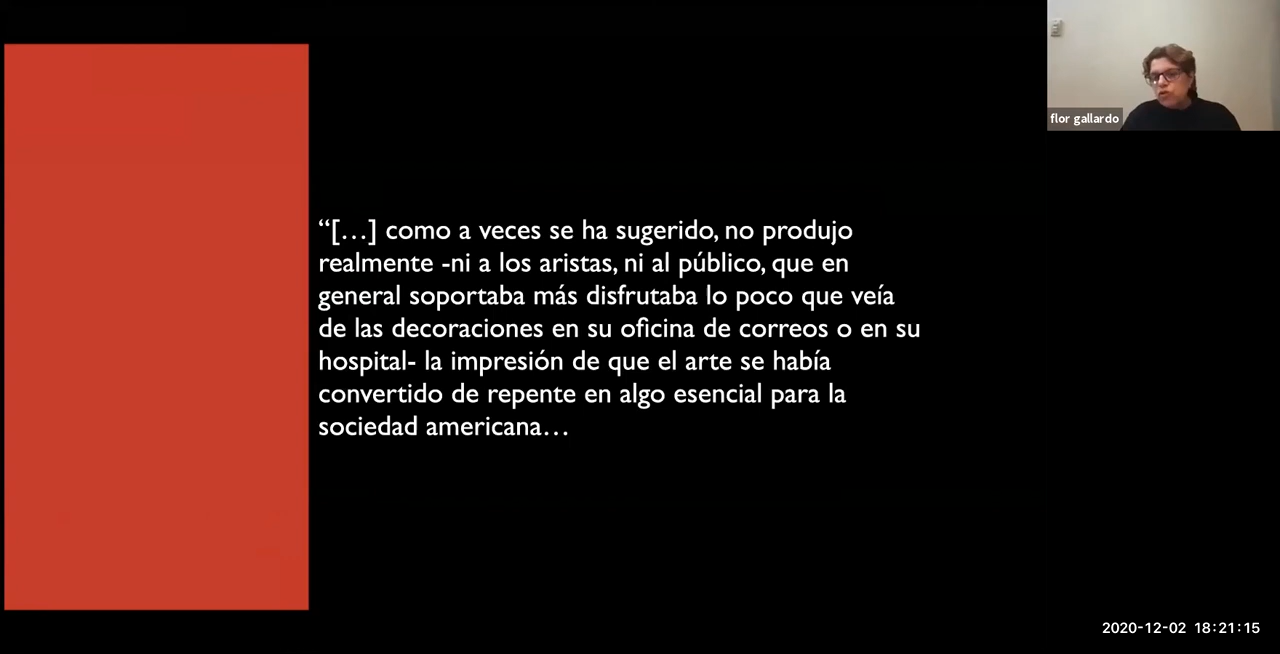 flor gallardo
“[…] como a veces se ha sugerido, no produjo
realmente -ni a los aristas, ni al público, que en
general soportaba más disfrutaba lo poco que veía
de las decoraciones en su oficina de correos o en su
hospital- la impresión de que el arte se había
convertido de repente en algo esencial para la
sociedad americana…
2020-12-02 18:21:15